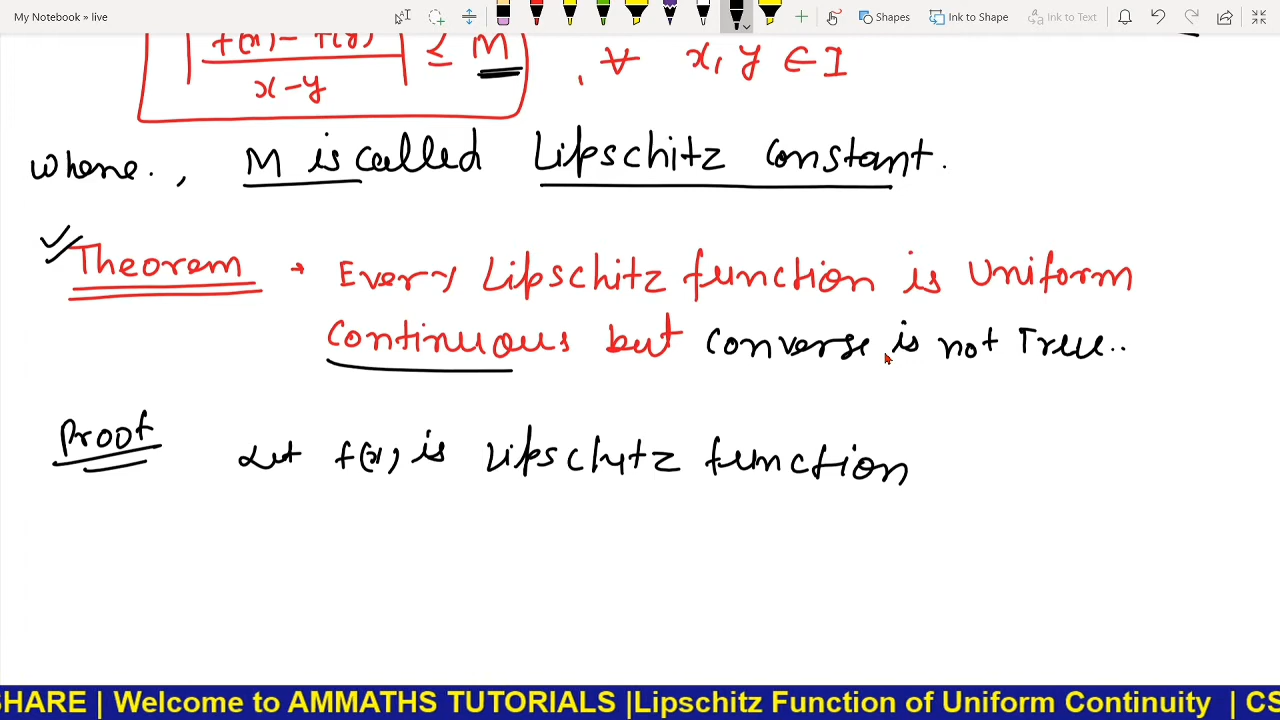 My Notebook » live
Shapes
Ink to Shape
Ink to Text
|f(x) - f(y) / x-y| ≤ M , ∀ x, y ∈ I
where. , M is called Lipschitz constant.
Theorem → Every Lipschitz function is Uniform
continuous but converse is not True..
Proof Let f(x) is Lipschitz function
SHARE | Welcome to AMMATHS TUTORIALS |Lipschitz Function of Uniform Continuity | CS